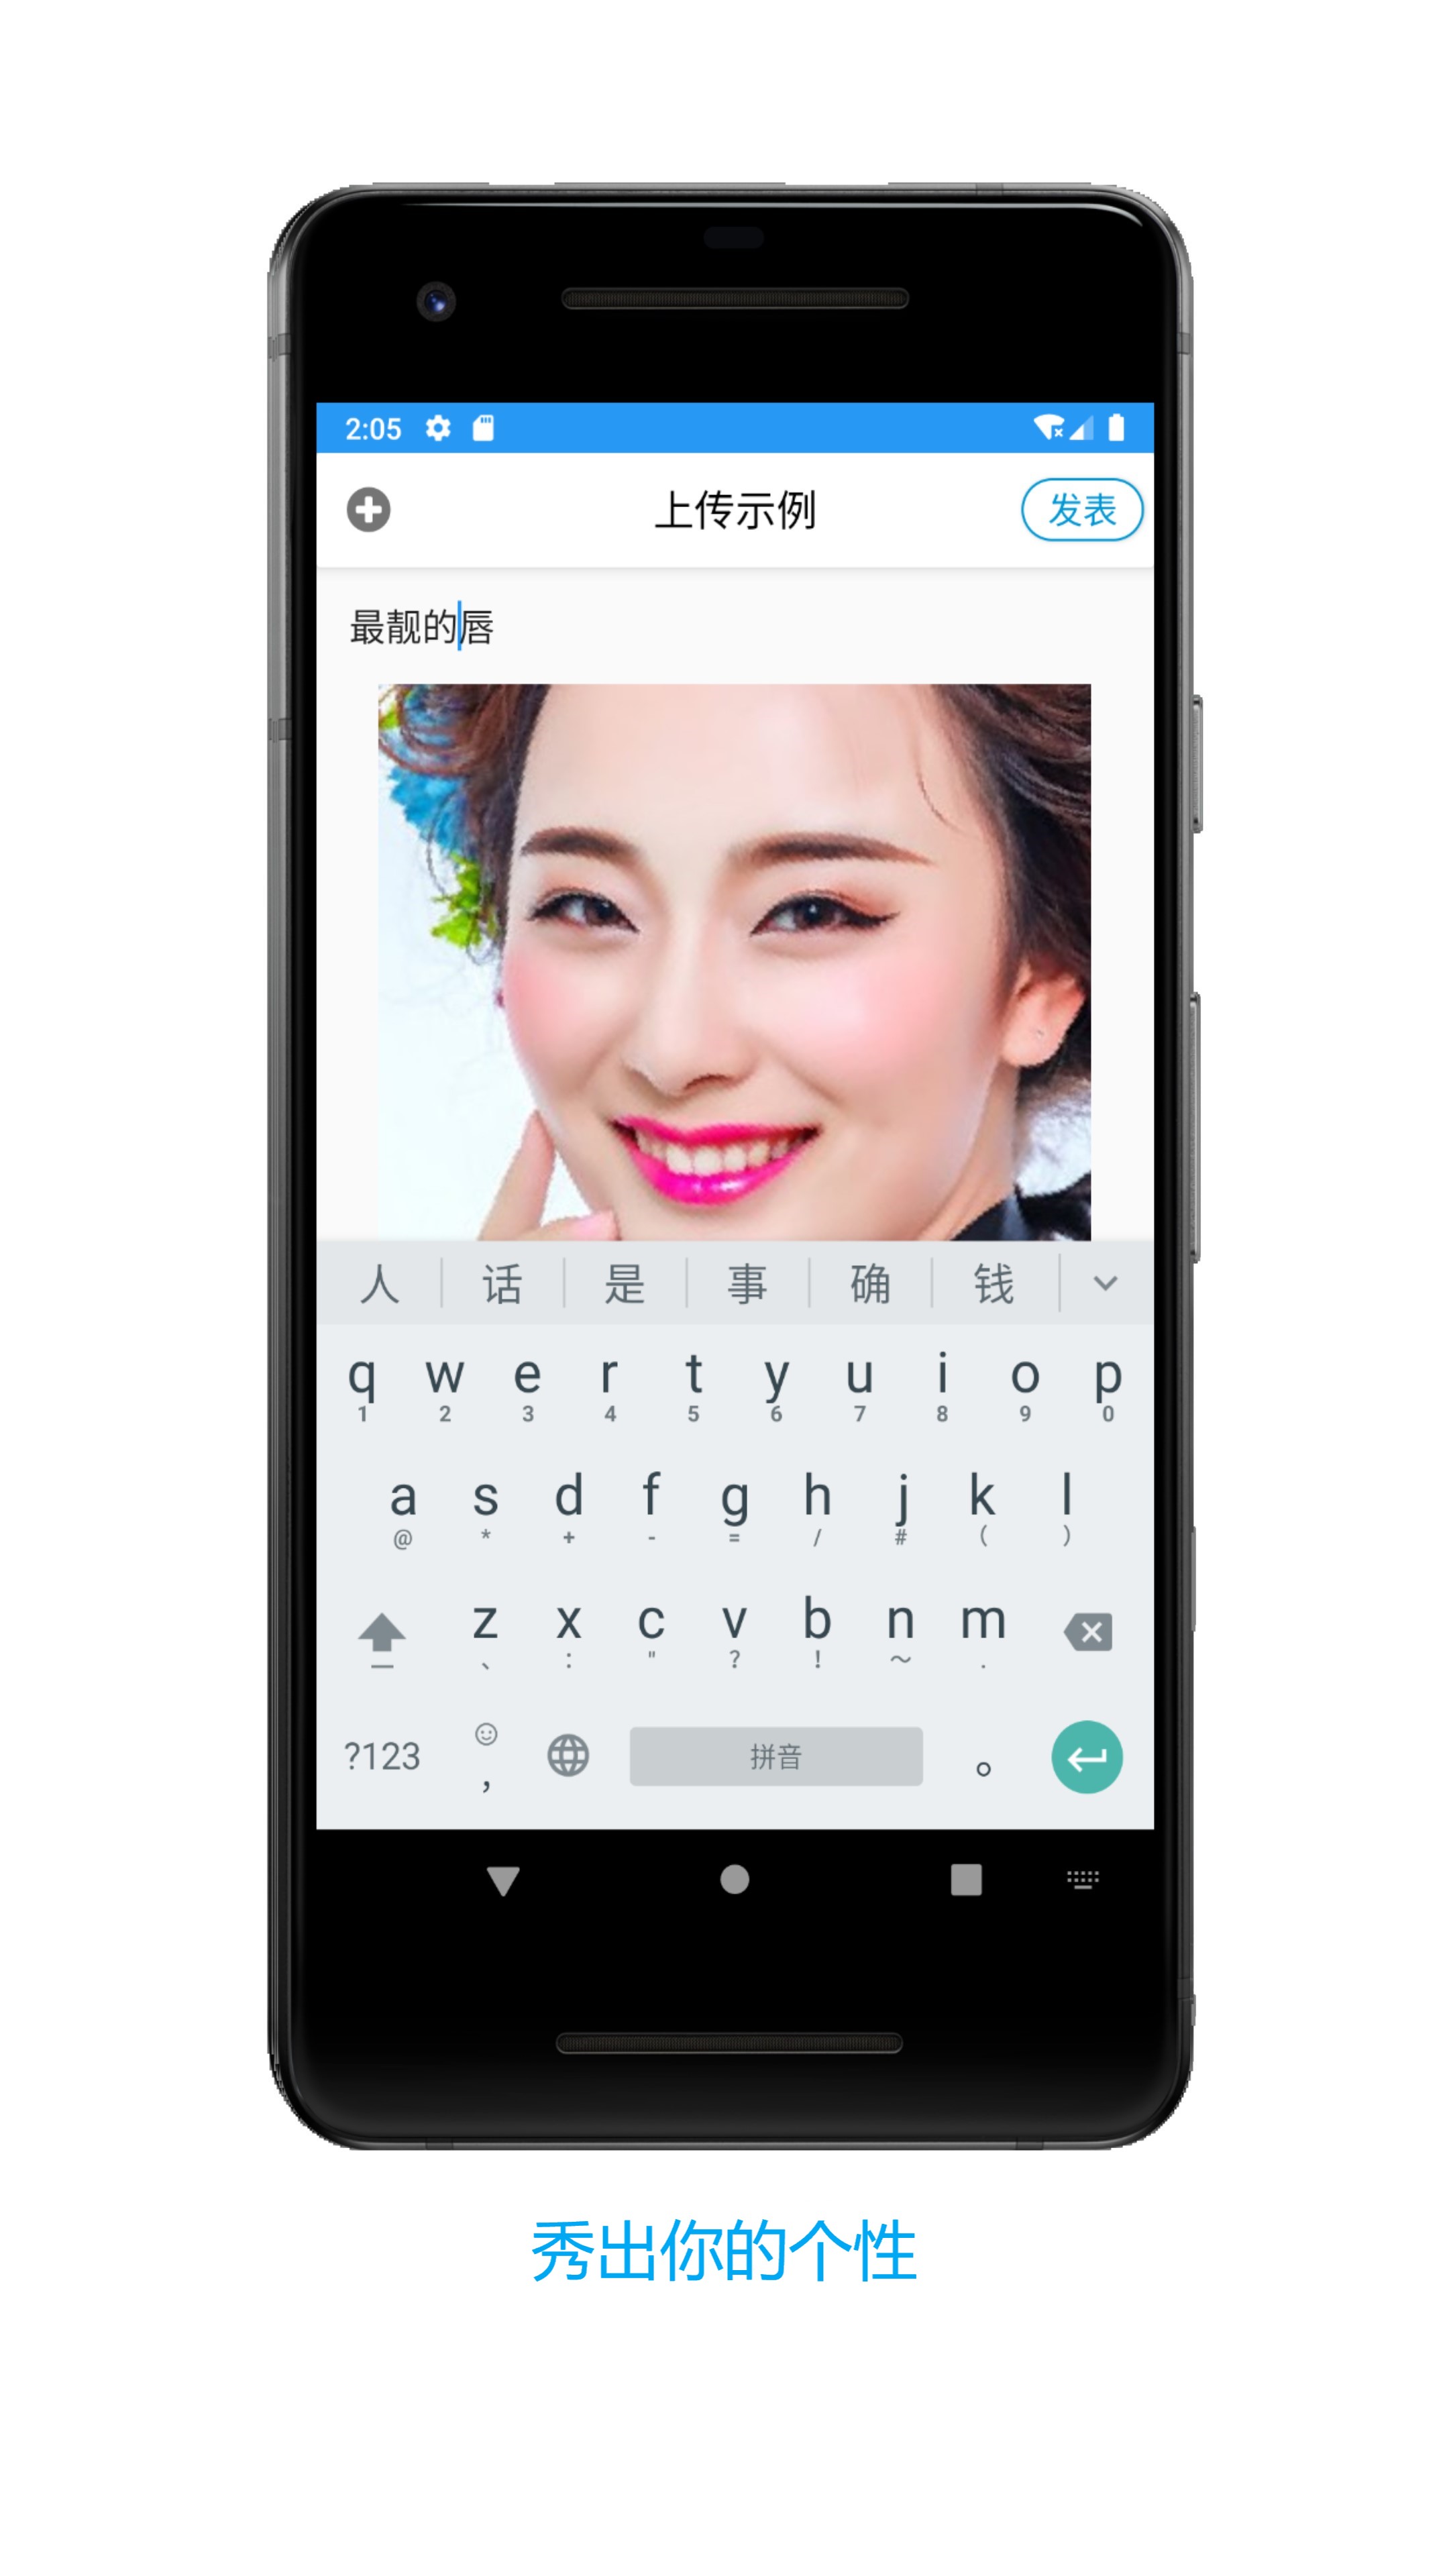 2:05
上传示例
发表
最靓的唇
人 话 是 事 确 钱
q w e r t y u i o p
1 2 3 4 5 6 7 8 9 0
a s d f g h j k l
@ * + - = / # ( )
z x c v b n m
、 : " ? ! ～ .
?123 , 拼音 。
秀出你的个性